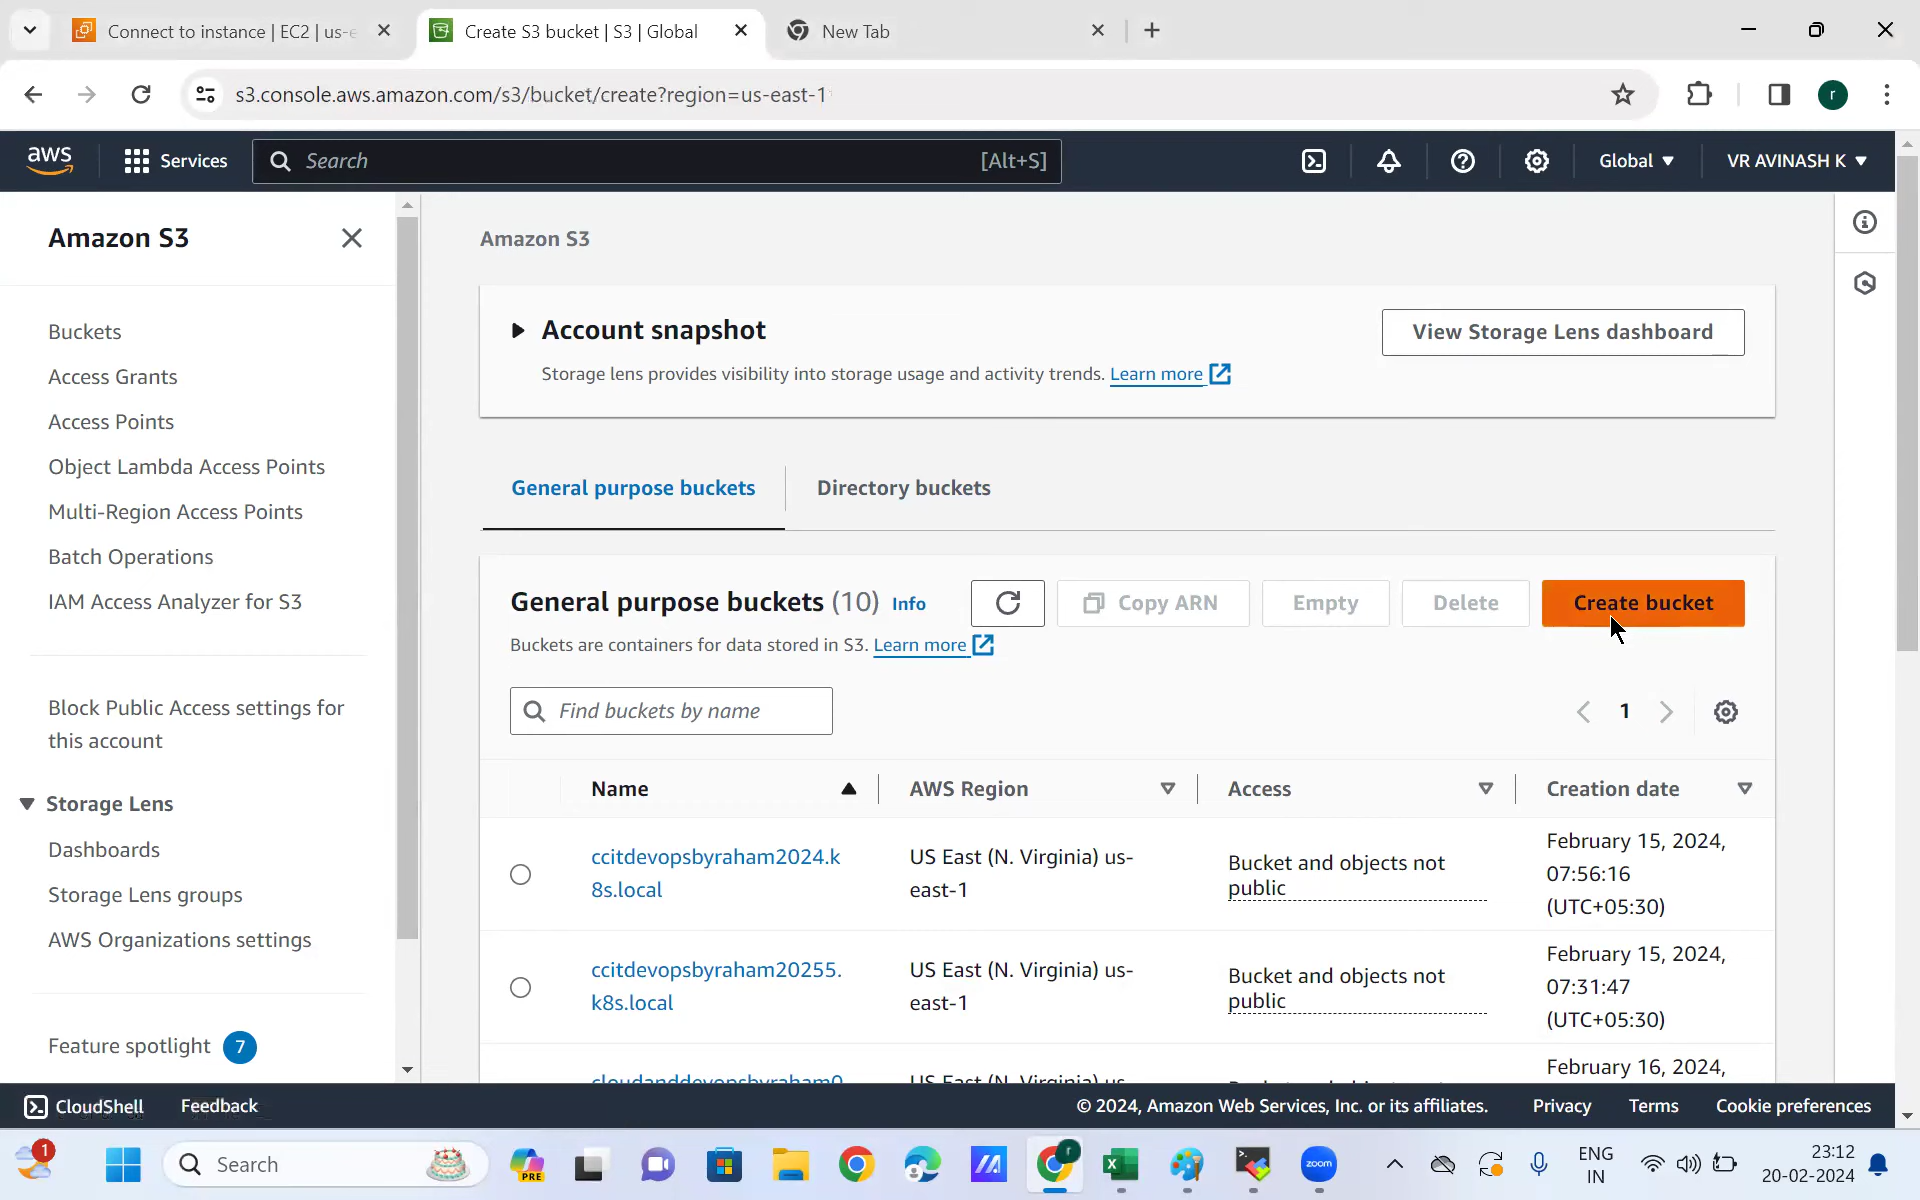 Connect to instance | EC2 | us-e
Create S3 bucket | S3 | Global
New Tab
s3.console.aws.amazon.com/s3/bucket/create?region=us-east-1
aws
Services
Search
[Alt+S]
Global
VR AVINASH K
r
Amazon S3
Buckets
Access Grants
Access Points
Object Lambda Access Points
Multi-Region Access Points
Batch Operations
IAM Access Analyzer for S3
Block Public Access settings for
this account
Storage Lens
Dashboards
Storage Lens groups
AWS Organizations settings
Feature spotlight 7
Amazon S3
Account snapshot
View Storage Lens dashboard
Storage lens provides visibility into storage usage and activity trends. Learn more
General purpose buckets
Directory buckets
General purpose buckets (10) Info
Copy ARN
Empty
Delete
Create bucket
Buckets are containers for data stored in S3. Learn more
Find buckets by name
1
Name
AWS Region
Access
Creation date
ccitdevopsbyraham2024.k
8s.local
US East (N. Virginia) us-
east-1
Bucket and objects not
public
February 15, 2024,
07:56:16
(UTC+05:30)
ccitdevopsbyraham20255.
k8s.local
US East (N. Virginia) us-
east-1
Bucket and objects not
public
February 15, 2024,
07:31:47
(UTC+05:30)
cloudanddevopsbyraham0
US East (N. Virginia) us-
February 16, 2024,
CloudShell
Feedback
© 2024, Amazon Web Services, Inc. or its affiliates.
Privacy
Terms
Cookie preferences
1
Search
PRE
r
zoom
ENG
IN
23:12
20-02-2024